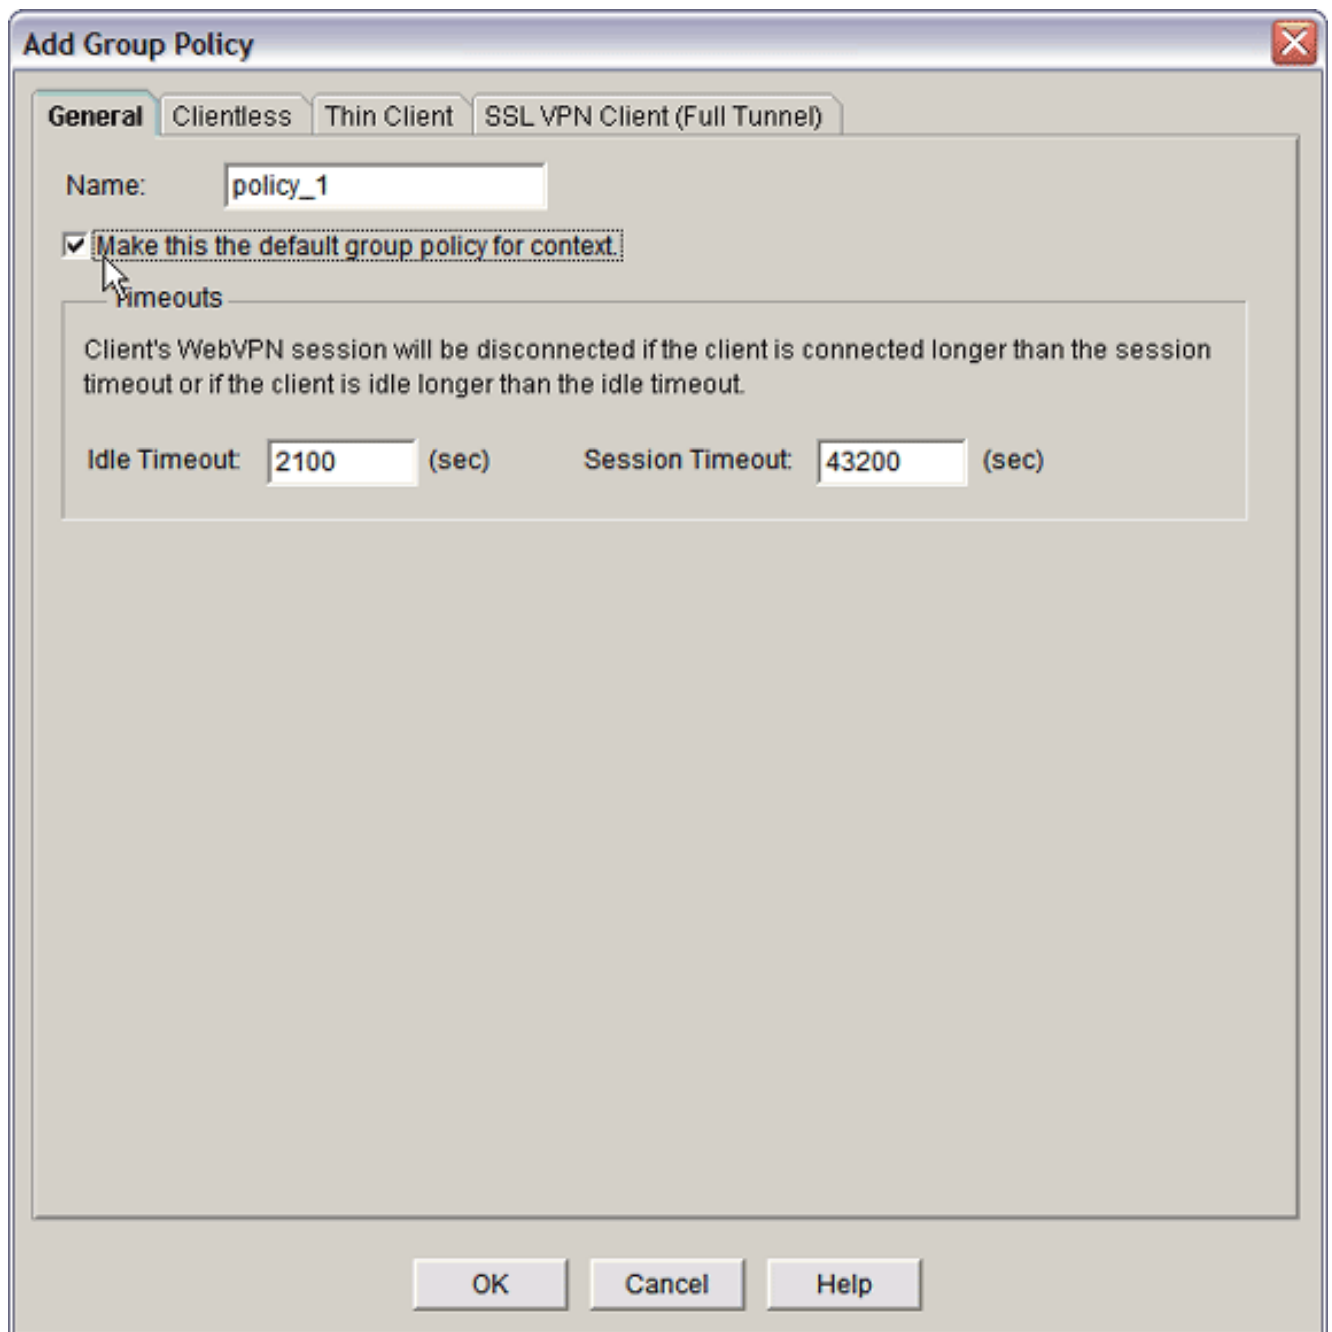 Add Group Policy
General Clientless Thin Client SSL VPN Client (Full Tunnel)
Name: policy_1
Make this the default group policy for context.
Timeouts
Client's WebVPN session will be disconnected if the client is connected longer than the session
timeout or if the client is idle longer than the idle timeout.
Idle Timeout: 2100 (sec) Session Timeout: 43200 (sec)
OK Cancel Help